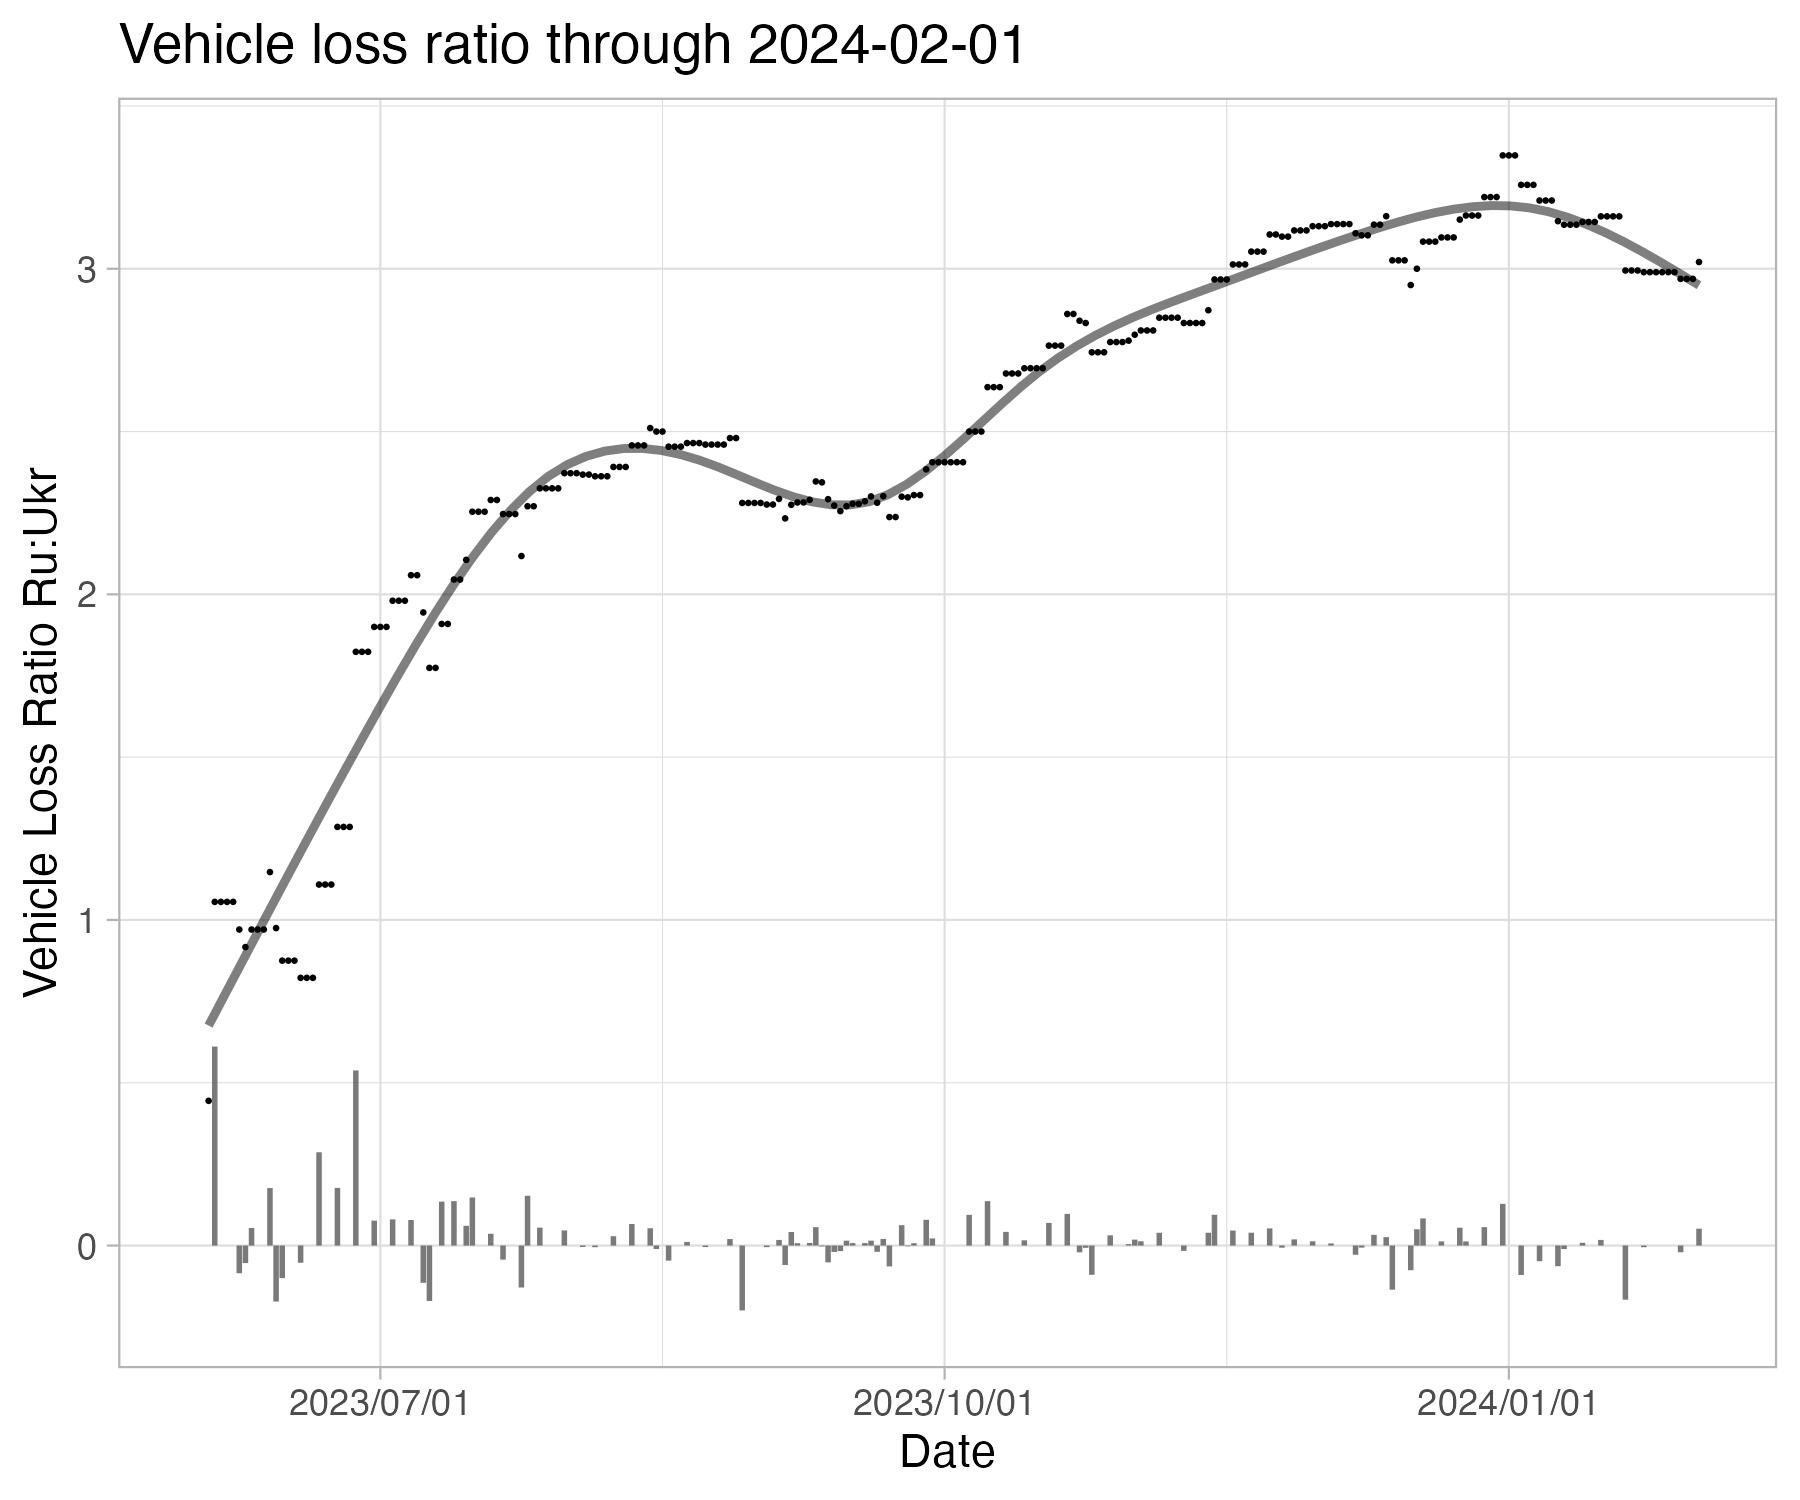 Vehicle loss ratio through 2024-02-01
Vehicle Loss Ratio Ru:Ukr
3
2
1
0
2023/07/01
2023/10/01
2024/01/01
Date